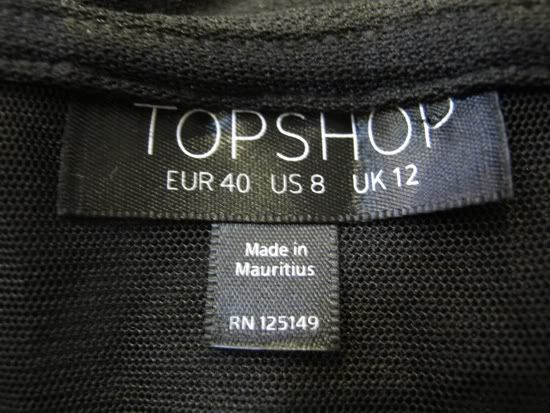 TOPSHOP
EUR 40 US 8 UK 12
Made in
Mauritius
RN 125149